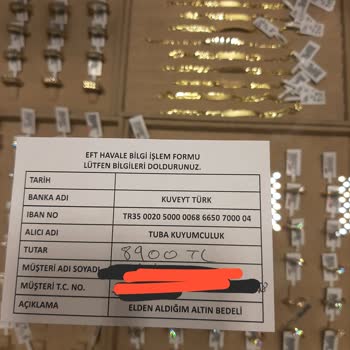 EFT HAVALE BİLGİ İŞLEM FORMU
LÜTFEN BİLGİLERİ DOLDURUNUZ.
TARİH
BANKA ADI KUVEYT TÜRK
IBAN NO TR35 0020 5000 0068 6650 7000 04
ALICI ADI TUBA KUYUMCULUK
TUTAR 8900 TL
MÜŞTERİ ADI SOYADI
MÜŞTERİ T.C. NO.
AÇIKLAMA ELDEN ALDIĞIM ALTIN BEDELİ